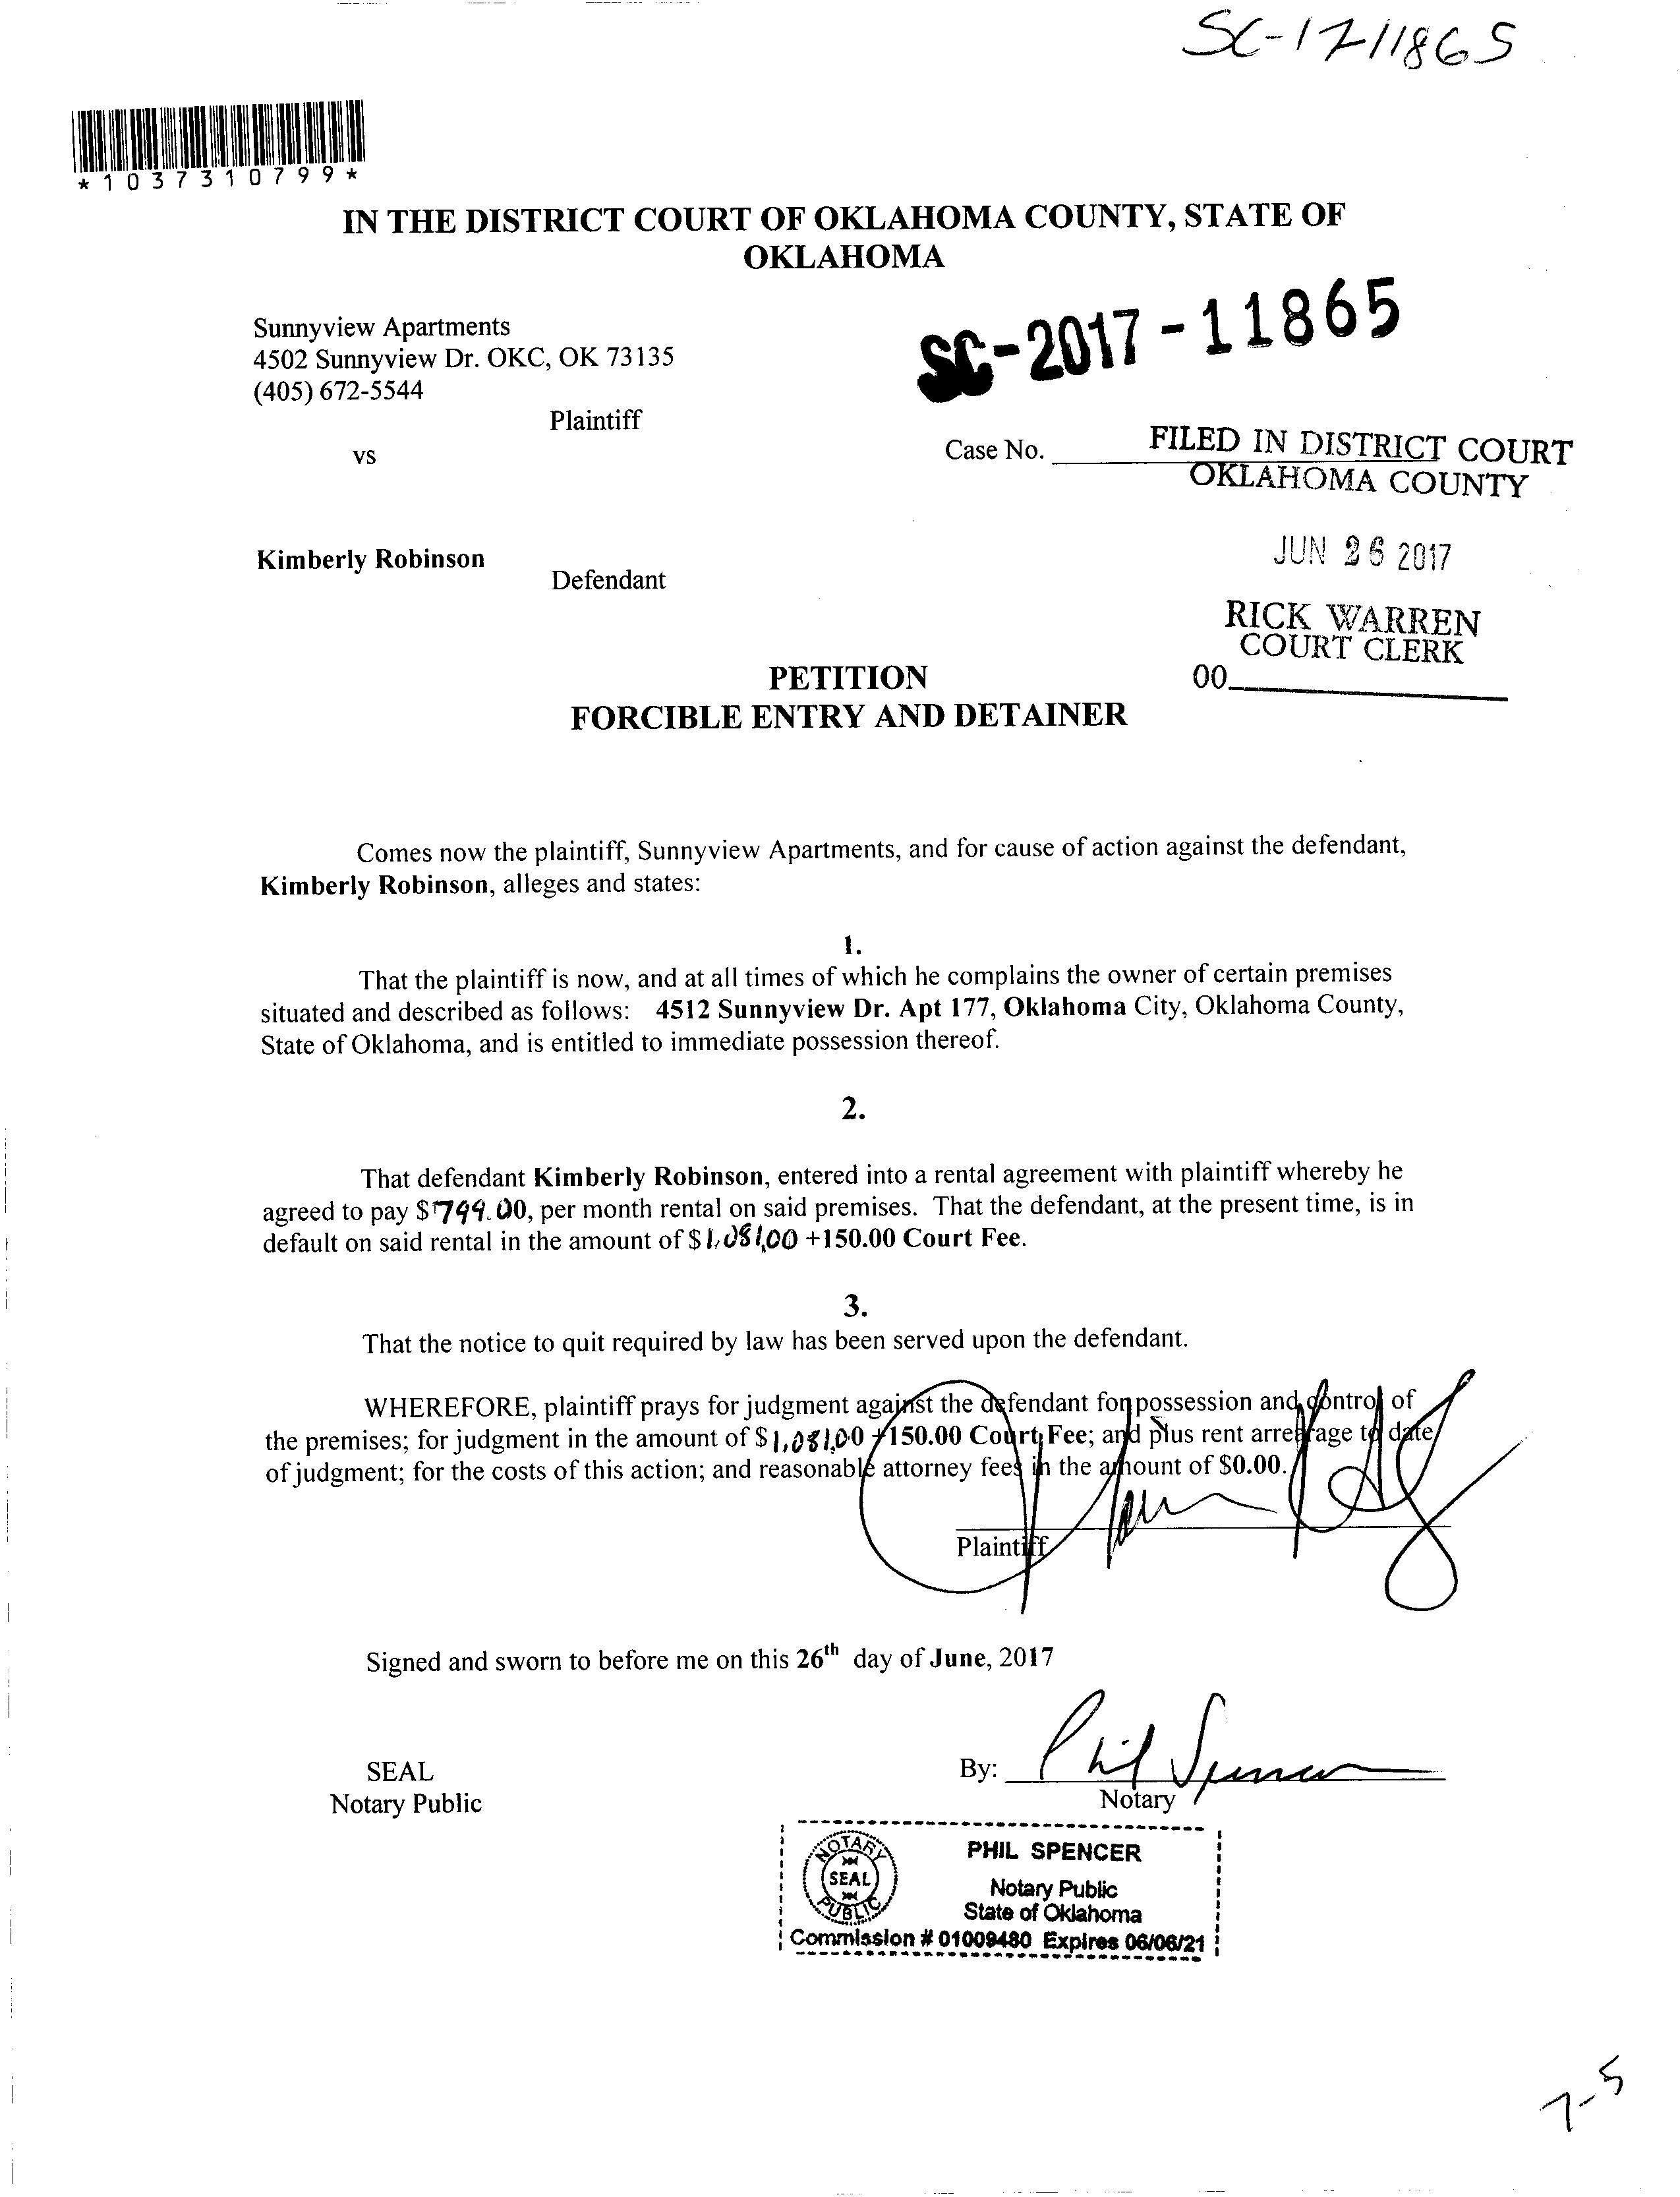 SC-1711865
*1037310799*
IN THE DISTRICT COURT OF OKLAHOMA COUNTY, STATE OF
OKLAHOMA
SC-2017-11865
Sunnyview Apartments
4502 Sunnyview Dr. OKC, OK 73135
(405) 672-5544
Plaintiff
vs
Case No.
FILED IN DISTRICT COURT
OKLAHOMA COUNTY
JUN 26 2017
Kimberly Robinson
Defendant
RICK WARREN
COURT CLERK
00
PETITION
FORCIBLE ENTRY AND DETAINER
Comes now the plaintiff, Sunnyview Apartments, and for cause of action against the defendant,
Kimberly Robinson, alleges and states:
1.
That the plaintiff is now, and at all times of which he complains the owner of certain premises
situated and described as follows: 4512 Sunnyview Dr. Apt 177, Oklahoma City, Oklahoma County,
State of Oklahoma, and is entitled to immediate possession thereof.
2.
That defendant Kimberly Robinson, entered into a rental agreement with plaintiff whereby he
agreed to pay $799.00, per month rental on said premises. That the defendant, at the present time, is in
default on said rental in the amount of $1,081.00 +150.00 Court Fee.
3.
That the notice to quit required by law has been served upon the defendant.
WHEREFORE, plaintiff prays for judgment against the defendant for possession and control of
the premises; for judgment in the amount of $1,081.00 +150.00 Court Fee; and plus rent arrearage to date
of judgment; for the costs of this action; and reasonable attorney fees in the amount of $0.00.
Plaintiff
Signed and sworn to before me on this 26th day of June, 2017
SEAL
Notary Public
By: Phil Spencer
Notary
NOTARY
SEAL
PUBLIC
PHIL SPENCER
Notary Public
State of Oklahoma
Commission # 01009480 Expires 06/06/21
7-5